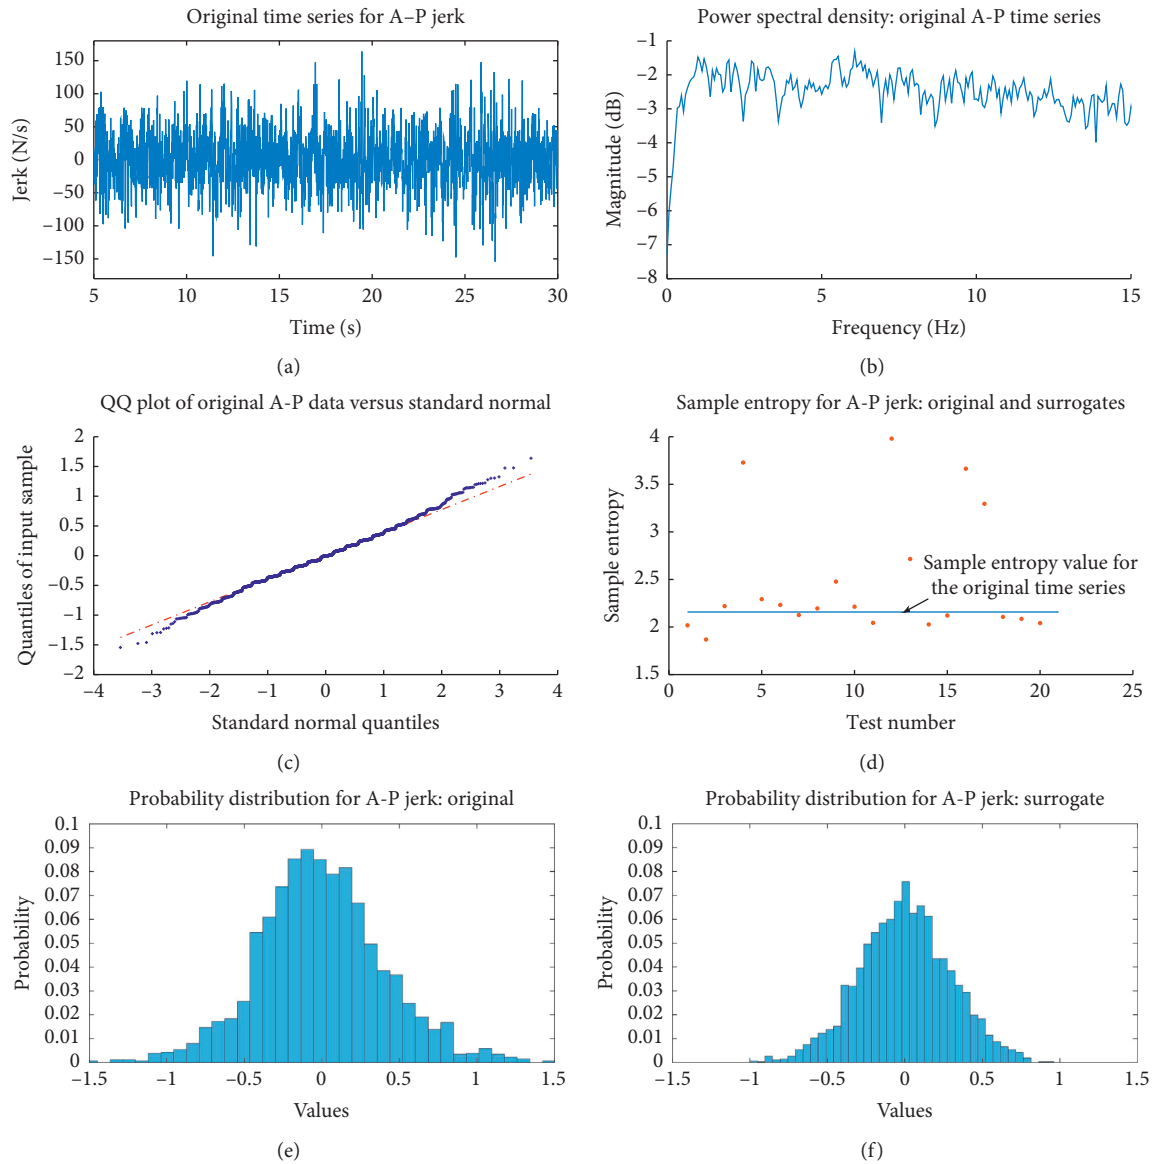 Original time series for A–P jerk
Jerk (N/s)
150
100
50
0
−50
−100
−150
5 10 15 20 25 30
Time (s)
(a)
Power spectral density: original A-P time series
Magnitude (dB)
−1
−2
−3
−4
−5
−6
−7
−8
0 5 10 15
Frequency (Hz)
(b)
QQ plot of original A-P data versus standard normal
Quantiles of input sample
2
1.5
1
0.5
0
−0.5
−1
−1.5
−2
−4 −3 −2 −1 0 1 2 3 4
Standard normal quantiles
(c)
Sample entropy for A-P jerk: original and surrogates
Sample entropy
4
3.5
3
2.5
2
1.5
Sample entropy value for
the original time series
0 5 10 15 20 25
Test number
(d)
Probability distribution for A-P jerk: original
Probability
0.1
0.09
0.08
0.07
0.06
0.05
0.04
0.03
0.02
0.01
0
−1.5 −1 −0.5 0 0.5 1 1.5
Values
(e)
Probability distribution for A-P jerk: surrogate
Probability
0.1
0.09
0.08
0.07
0.06
0.05
0.04
0.03
0.02
0.01
0
−1.5 −1 −0.5 0 0.5 1 1.5
Values
(f)